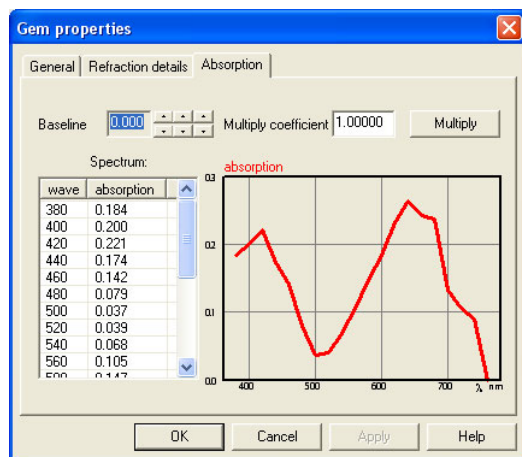 Gem properties
General Refraction details Absorption
Baseline 0.000 Multiply coefficient 1.00000 Multiply
Spectrum:
wave absorption
380 0.184
400 0.200
420 0.221
440 0.174
460 0.142
480 0.079
500 0.037
520 0.039
540 0.068
560 0.105
580 0.147
absorption
0.3
0.2
0.1
0.0
400 500 600 700 λ, nm
OK Cancel Apply Help